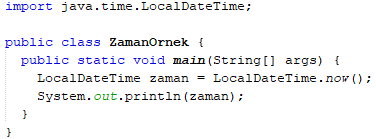 import java.time.LocalDateTime;
public class ZamanOrnek {
public static void main(String[] args) {
LocalDateTime zaman = LocalDateTime.now();
System.out.println(zaman);
}
}